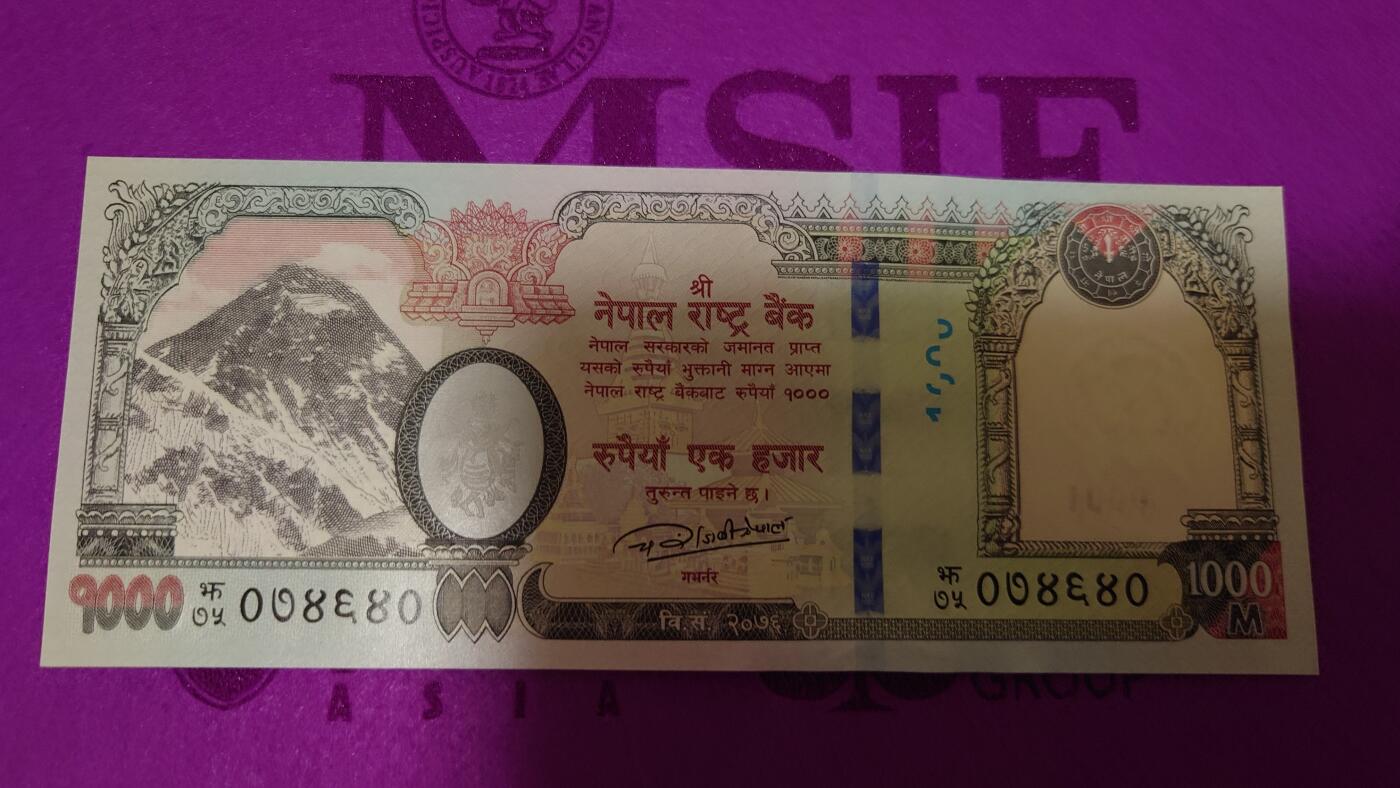 MSIF
श्री
नेपाल राष्ट्र बैंक
नेपाल सरकारको जमानत प्राप्त
यसको रुपैयाँ भुक्तानी माग्न आएमा
नेपाल राष्ट्र बैंकबाट रुपैयाँ १०००
रुपैयाँ एक हजार
तुरुन्त पाइने छ।
गभर्नर
१०००
झ
७५ ०७४६४०
वि.सं. २०७६
झ
७५ ०७४६४०
1000
M
ASIA
GROUP